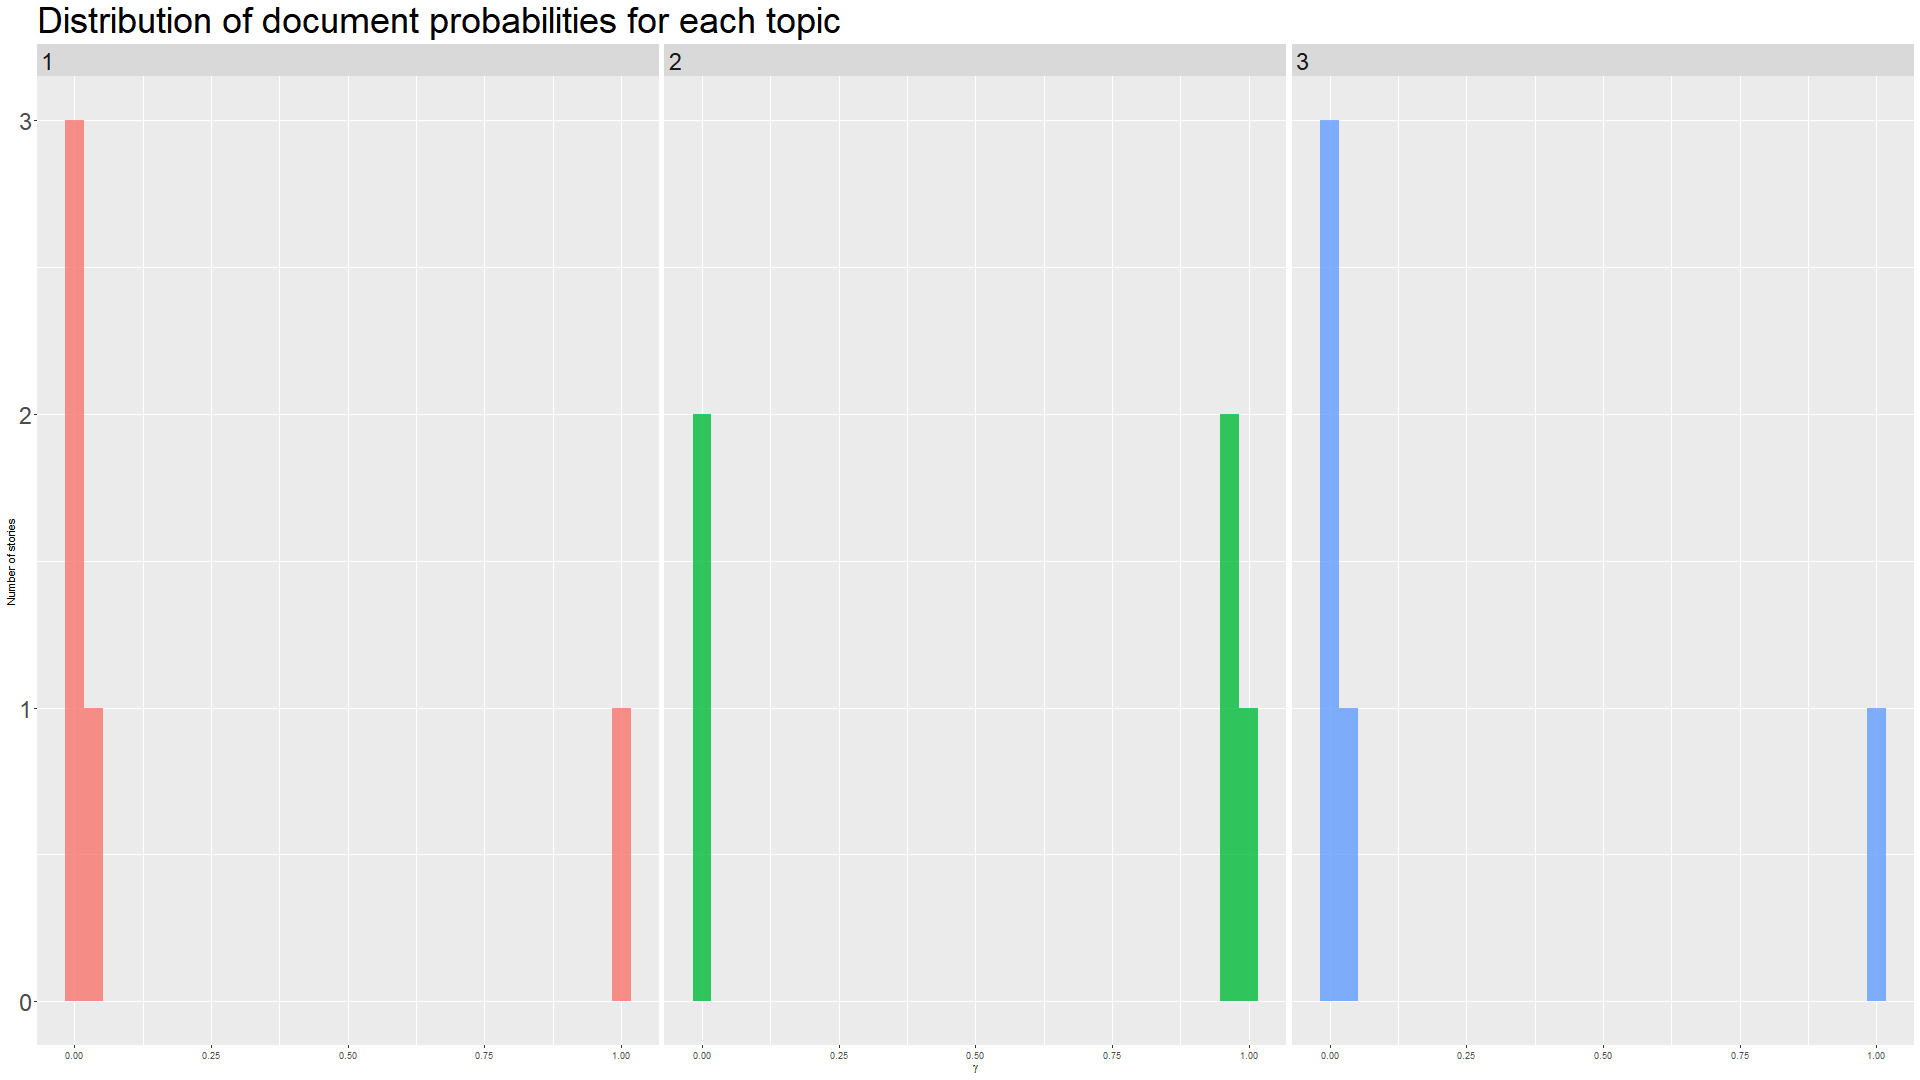 Distribution of document probabilities for each topic
1 2 3
3
2
1
0
Number of stories
0.00 0.25 0.50 0.75 1.00 0.00 0.25 0.50 0.75 1.00 0.00 0.25 0.50 0.75 1.00
γ